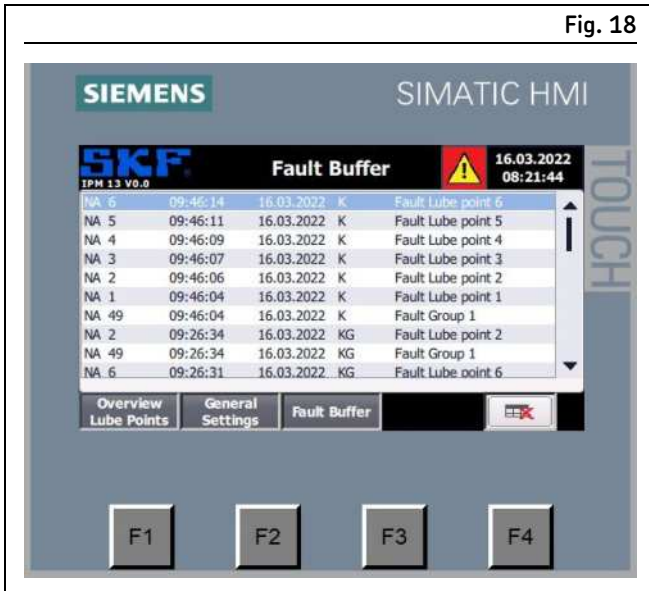 Fig. 18
SIEMENS SIMATIC HMI
TOUCH
SKF
IPM 13 V0.0
Fault Buffer
16.03.2022
08:21:44
NA 6 09:46:14 16.03.2022 K Fault Lube point 6
NA 5 09:46:11 16.03.2022 K Fault Lube point 5
NA 4 09:46:09 16.03.2022 K Fault Lube point 4
NA 3 09:46:07 16.03.2022 K Fault Lube point 3
NA 2 09:46:06 16.03.2022 K Fault Lube point 2
NA 1 09:46:04 16.03.2022 K Fault Lube point 1
NA 49 09:46:04 16.03.2022 K Fault Group 1
NA 2 09:26:34 16.03.2022 KG Fault Lube point 2
NA 49 09:26:34 16.03.2022 KG Fault Group 1
NA 6 09:26:31 16.03.2022 KG Fault Lube point 6
Overview
Lube Points
General
Settings
Fault Buffer
F1 F2 F3 F4